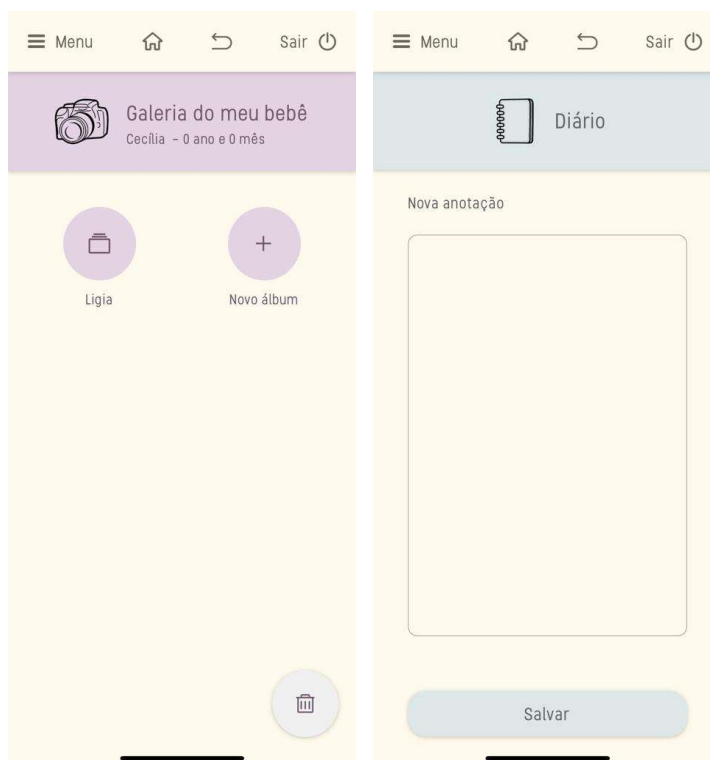 Menu
Sair
Galeria do meu bebê
Cecília - 0 ano e 0 mês
Ligia
Novo álbum
Menu
Sair
Diário
Nova anotação
Salvar